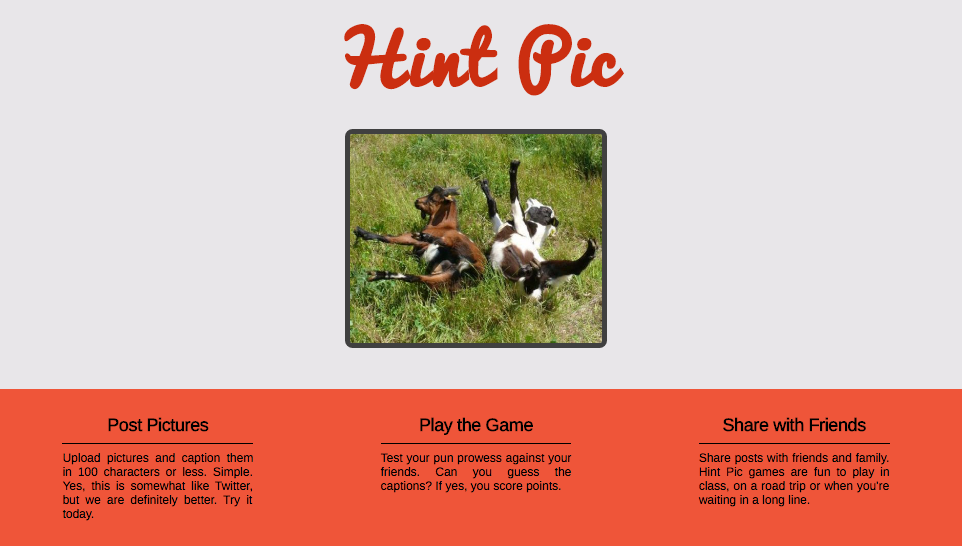 Hint Pic
Post Pictures
Upload pictures and caption them
in 100 characters or less. Simple.
Yes, this is somewhat like Twitter,
but we are definitely better. Try it
today.
Play the Game
Test your pun prowess against your
friends. Can you guess the
captions? If yes, you score points.
Share with Friends
Share posts with friends and family.
Hint Pic games are fun to play in
class, on a road trip or when you're
waiting in a long line.